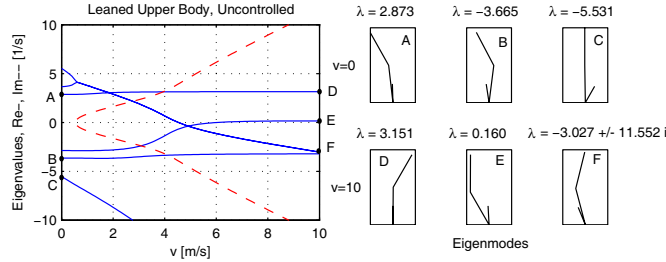 Leaned Upper Body, Uncontrolled
Eigenvalues, Re-, Im-- [1/s]
10
5
0
-5
-10
0
2
4
6
8
10
v [m/s]
A
B
C
D
E
F
λ = 2.873
λ = -3.665
λ = -5.531
v=0
A
B
C
λ = 3.151
λ = 0.160
λ = -3.027 +/- 11.552 i
v=10
D
E
F
Eigenmodes